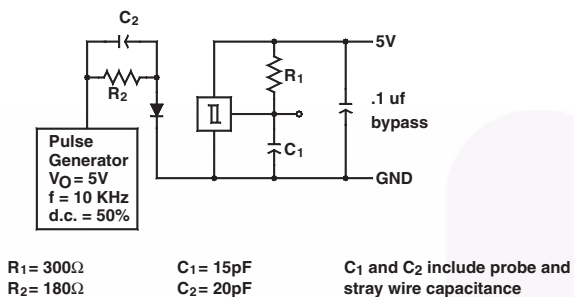 C2
5V
R1
R2
.1 uf
bypass
C1
Pulse
Generator
VO = 5V
f = 10 KHz
d.c. = 50%
GND
R1 = 300Ω
C1 = 15pF
C1 and C2 include probe and
R2 = 180Ω
C2 = 20pF
stray wire capacitance